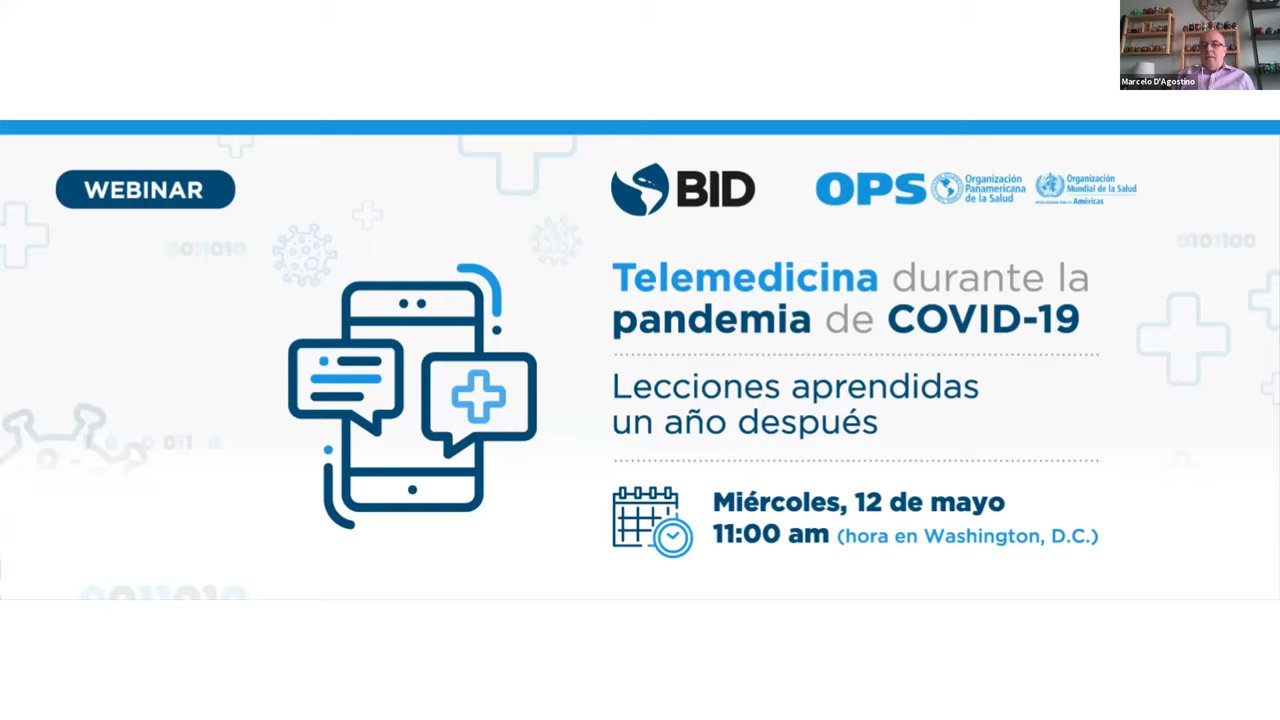 Marcelo D'Agostino
WEBINAR
BID
OPS
Organización
Panamericana
de la Salud
Organización
Mundial de la Salud
Américas
Telemedicina durante la
pandemia de COVID-19
Lecciones aprendidas
un año después
Miércoles, 12 de mayo
11:00 am (hora en Washington, D.C.)